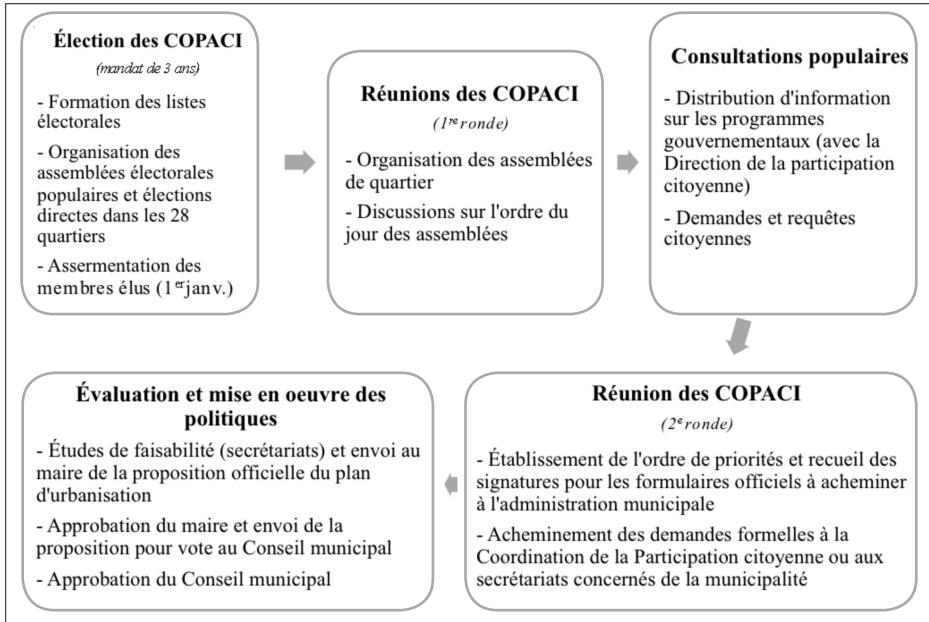 Élection des COPACI
(mandat de 3 ans)
- Formation des listes
électorales
- Organisation des
assemblées électorales
populaires et élections
directes dans les 28
quartiers
- Assermentation des
membres élus (1er janv.)
Réunions des COPACI
(1re ronde)
- Organisation des assemblées
de quartier
- Discussions sur l'ordre du
jour des assemblées
Consultations populaires
- Distribution d'information
sur les programmes
gouvernementaux (avec la
Direction de la participation
citoyenne)
- Demandes et requêtes
citoyennes
Réunion des COPACI
(2e ronde)
- Établissement de l'ordre de priorités et recueil des
signatures pour les formulaires officiels à acheminer
à l'administration municipale
- Acheminement des demandes formelles à la
Coordination de la Participation citoyenne ou aux
secrétariats concernés de la municipalité
Évaluation et mise en oeuvre des
politiques
- Études de faisabilité (secrétariats) et envoi au
maire de la proposition officielle du plan
d'urbanisation
- Approbation du maire et envoi de la
proposition pour vote au Conseil municipal
- Approbation du Conseil municipal